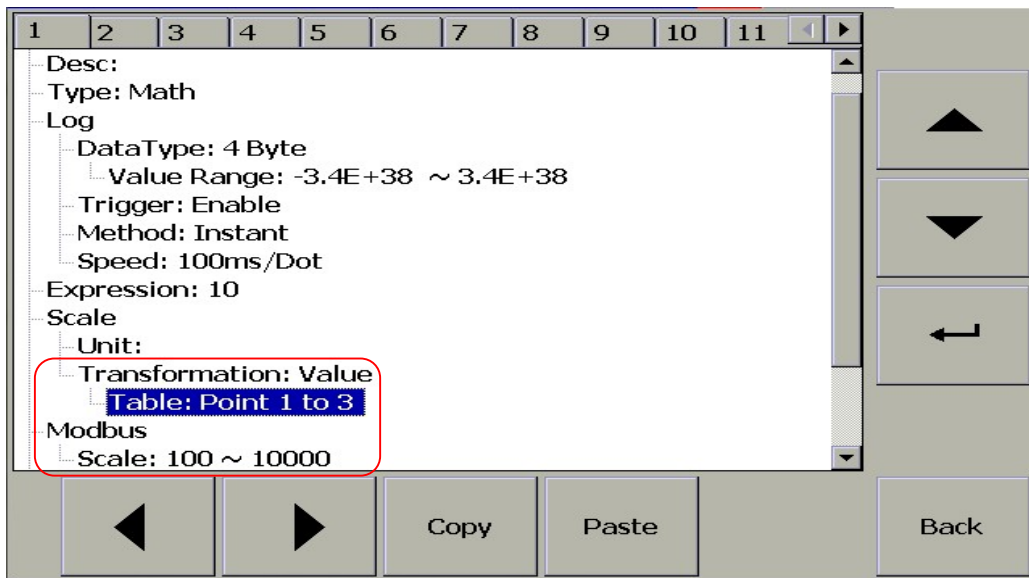 1 2 3 4 5 6 7 8 9 10 11
Desc:
Type: Math
Log
DataType: 4 Byte
Value Range: -3.4E+38 ~ 3.4E+38
Trigger: Enable
Method: Instant
Speed: 100ms/Dot
Expression: 10
Scale
Unit:
Transformation: Value
Table: Point 1 to 3
Modbus
Scale: 100 ~ 10000
Copy Paste Back